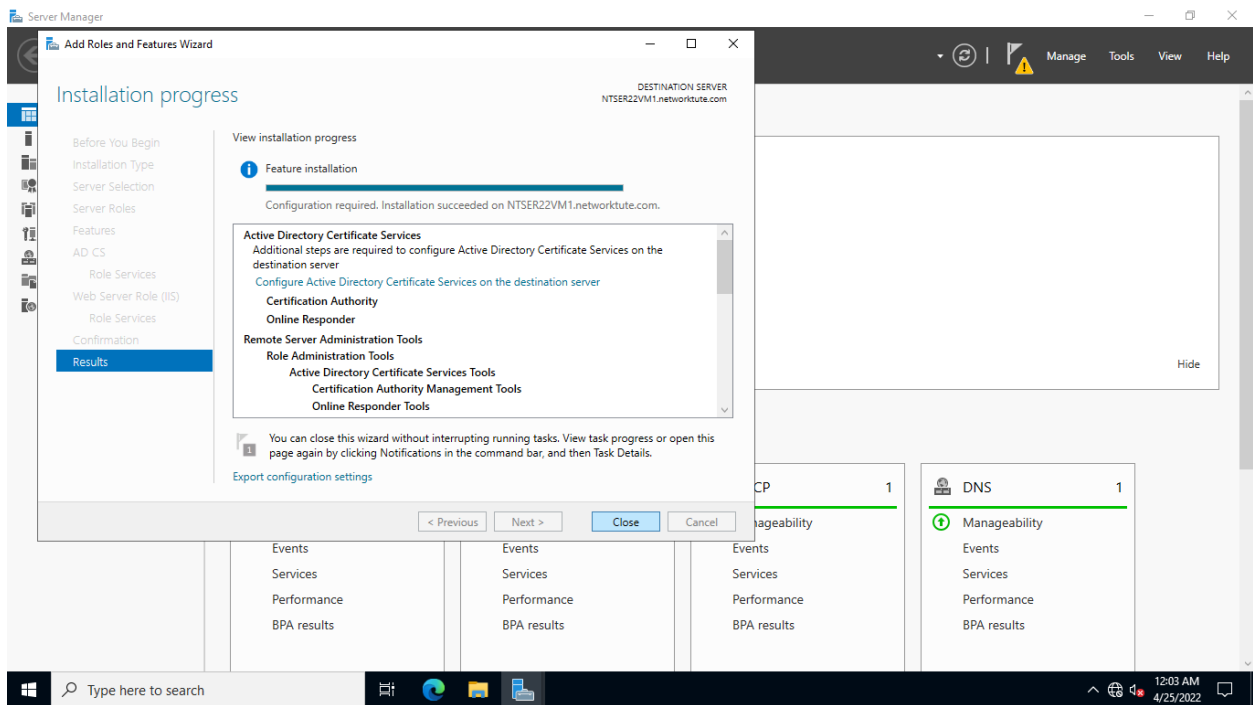 Server Manager
Add Roles and Features Wizard
Manage Tools View Help
Installation progress
DESTINATION SERVER
NTSER22VM1.networktute.com
Before You Begin
Installation Type
Server Selection
Server Roles
Features
AD CS
Role Services
Web Server Role (IIS)
Role Services
Confirmation
Results
View installation progress
Feature installation
Configuration required. Installation succeeded on NTSER22VM1.networktute.com.
Active Directory Certificate Services
Additional steps are required to configure Active Directory Certificate Services on the
destination server
Configure Active Directory Certificate Services on the destination server
Certification Authority
Online Responder
Remote Server Administration Tools
Role Administration Tools
Active Directory Certificate Services Tools
Certification Authority Management Tools
Online Responder Tools
1
You can close this wizard without interrupting running tasks. View task progress or open this
page again by clicking Notifications in the command bar, and then Task Details.
Export configuration settings
< Previous Next > Close Cancel
Hide
CP 1
DNS 1
nageability
Manageability
Events Events Events Events
Services Services Services Services
Performance Performance Performance Performance
BPA results BPA results BPA results BPA results
Type here to search
12:03 AM
4/25/2022